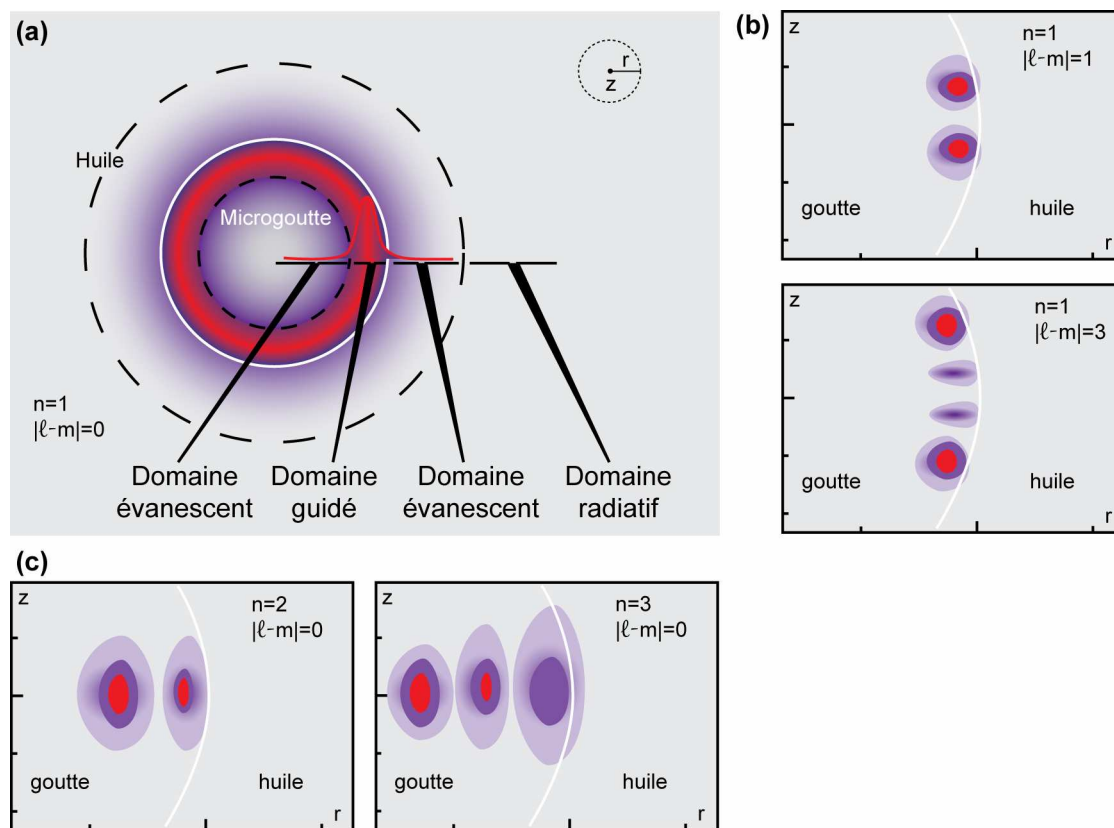 (a)
r
z
Huile
Microgoutte
n=1
|ℓ-m|=0
Domaine
évanescent
Domaine
guidé
Domaine
évanescent
Domaine
radiatif
(b)
z
n=1
|ℓ-m|=1
goutte
huile
r
z
n=1
|ℓ-m|=3
goutte
huile
r
(c)
z
n=2
|ℓ-m|=0
goutte
huile
r
z
n=3
|ℓ-m|=0
goutte
huile
r